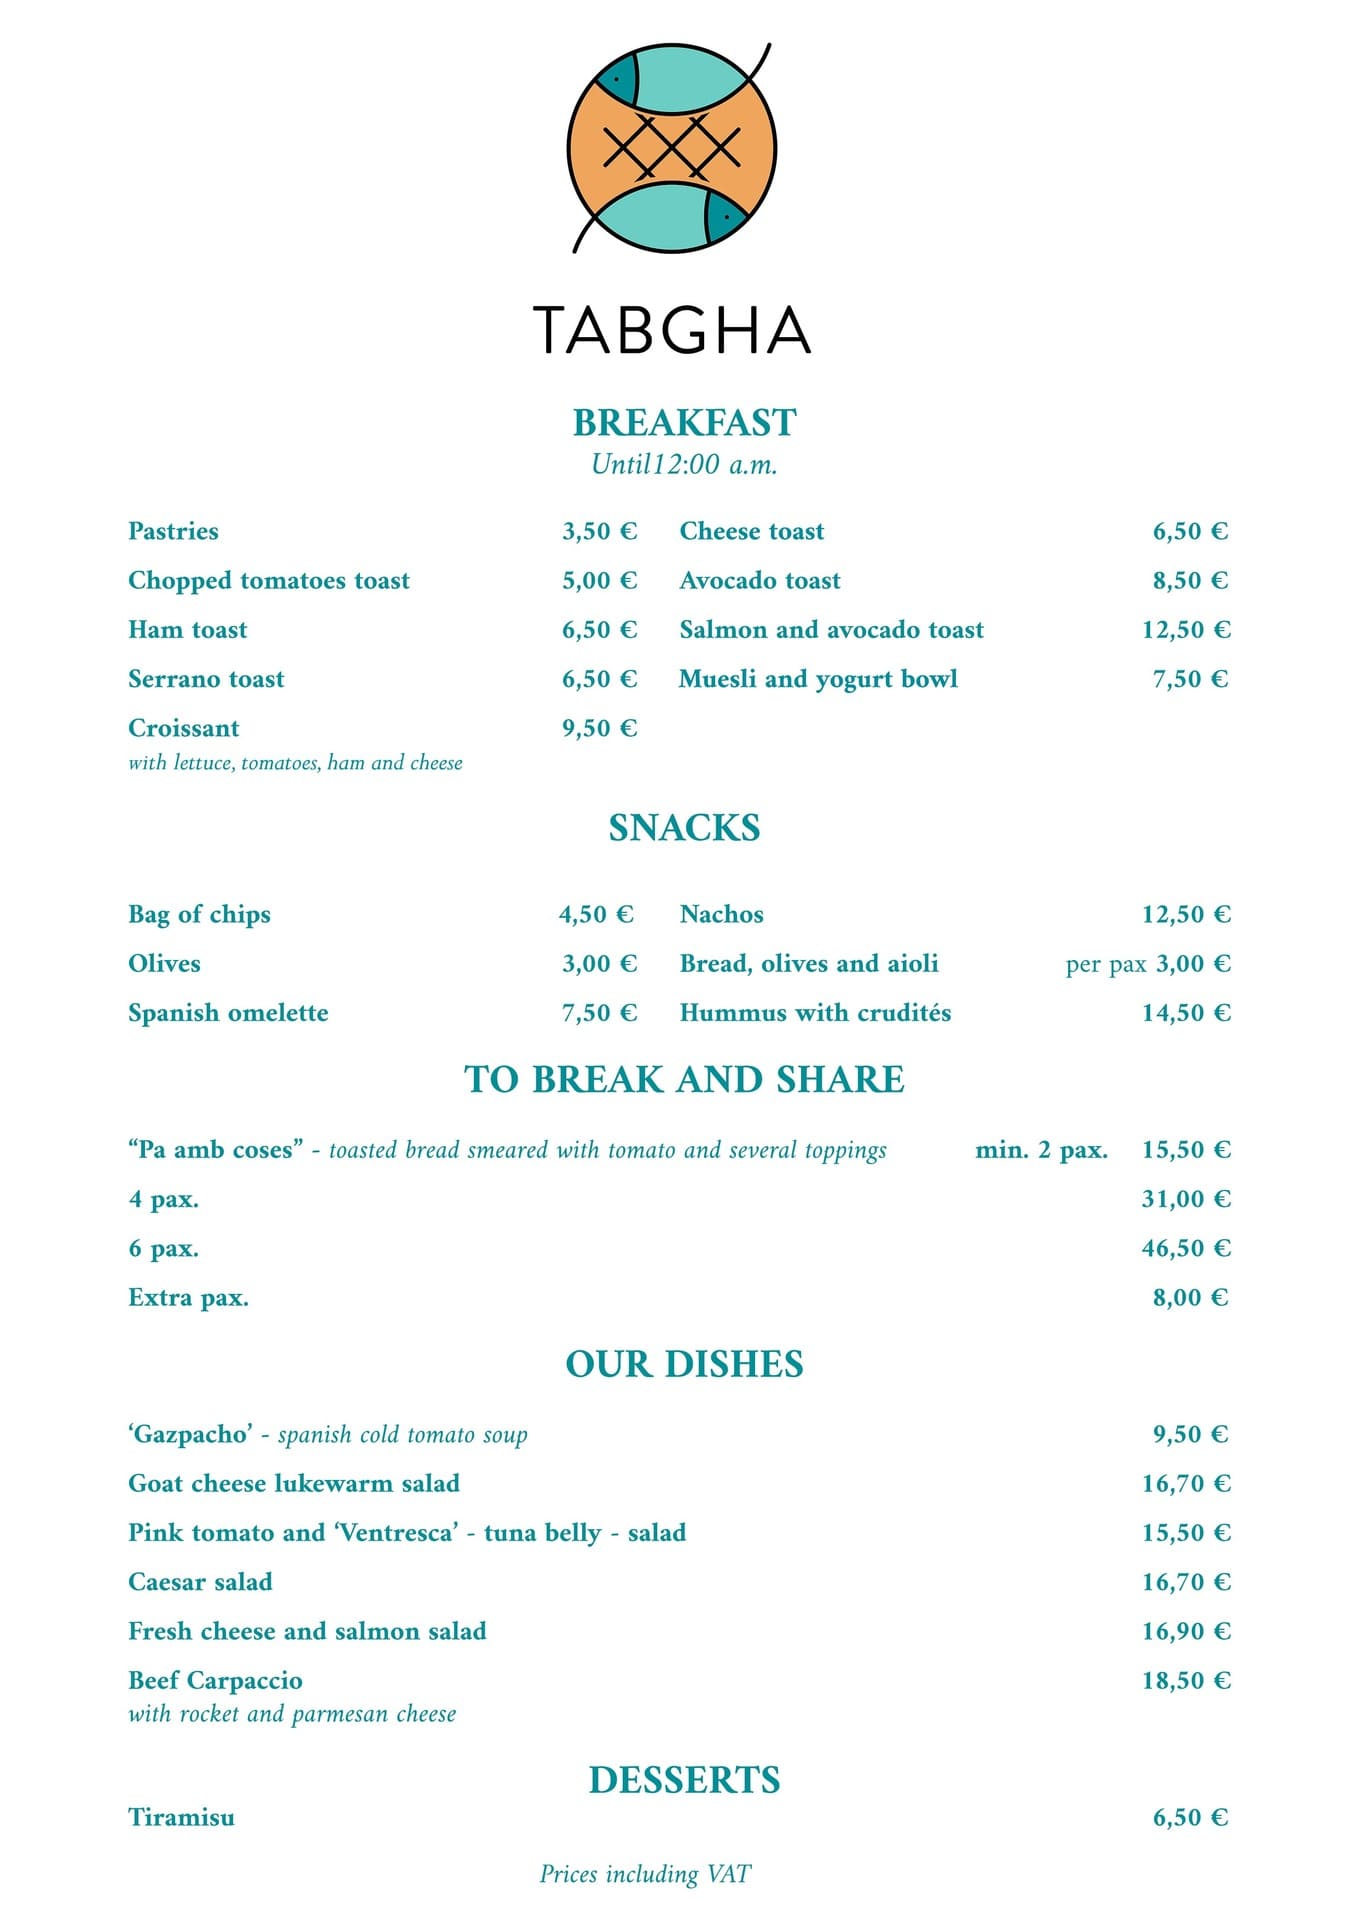 TABGHA
BREAKFAST
Until12:00 a.m.
Pastries 3,50 € Cheese toast 6,50 €
Chopped tomatoes toast 5,00 € Avocado toast 8,50 €
Ham toast 6,50 € Salmon and avocado toast 12,50 €
Serrano toast 6,50 € Muesli and yogurt bowl 7,50 €
Croissant 9,50 €
with lettuce, tomatoes, ham and cheese
SNACKS
Bag of chips 4,50 € Nachos 12,50 €
Olives 3,00 € Bread, olives and aioli per pax 3,00 €
Spanish omelette 7,50 € Hummus with crudités 14,50 €
TO BREAK AND SHARE
“Pa amb coses” - toasted bread smeared with tomato and several toppings min. 2 pax. 15,50 €
4 pax. 31,00 €
6 pax. 46,50 €
Extra pax. 8,00 €
OUR DISHES
‘Gazpacho’ - spanish cold tomato soup 9,50 €
Goat cheese lukewarm salad 16,70 €
Pink tomato and ‘Ventresca’ - tuna belly - salad 15,50 €
Caesar salad 16,70 €
Fresh cheese and salmon salad 16,90 €
Beef Carpaccio 18,50 €
with rocket and parmesan cheese
DESSERTS
Tiramisu 6,50 €
Prices including VAT